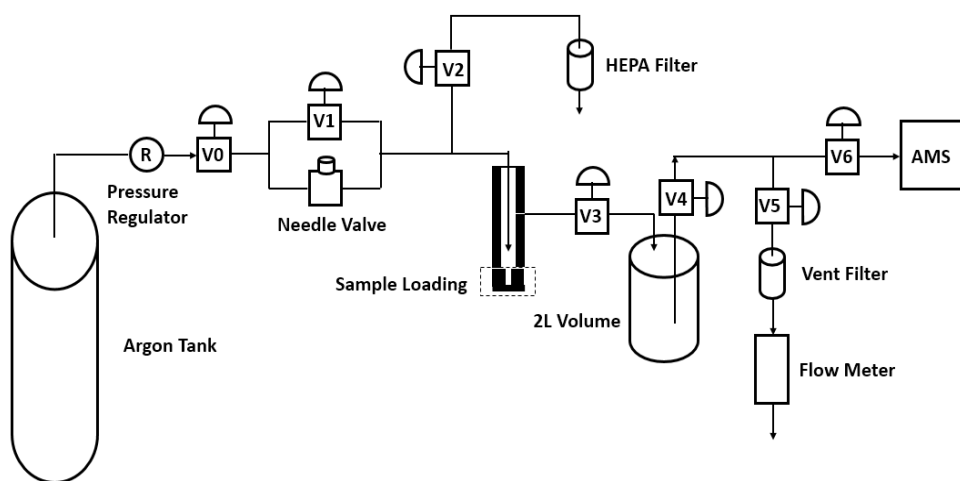 V2
HEPA Filter
V1
V6
R
V0
AMS
Pressure
Regulator
Needle Valve
V3
V4
V5
Sample Loading
Vent Filter
2L Volume
Argon Tank
Flow Meter